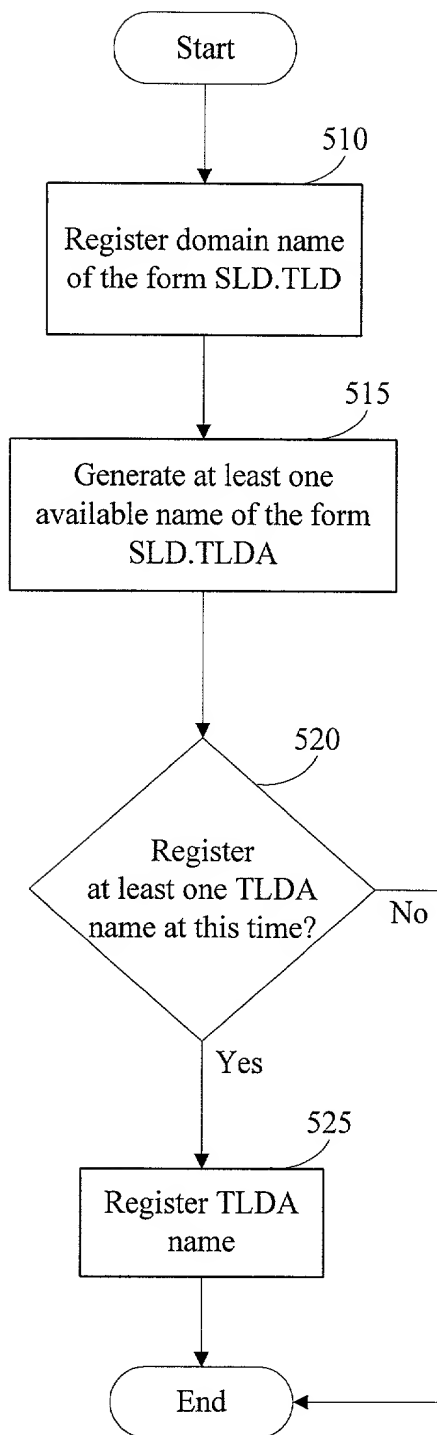 Start
510
Register domain name
of the form SLD.TLD
515
Generate at least one
available name of the form
SLD.TLDA
520
Register
at least one TLDA
name at this time?
No
Yes
525
Register TLDA
name
End